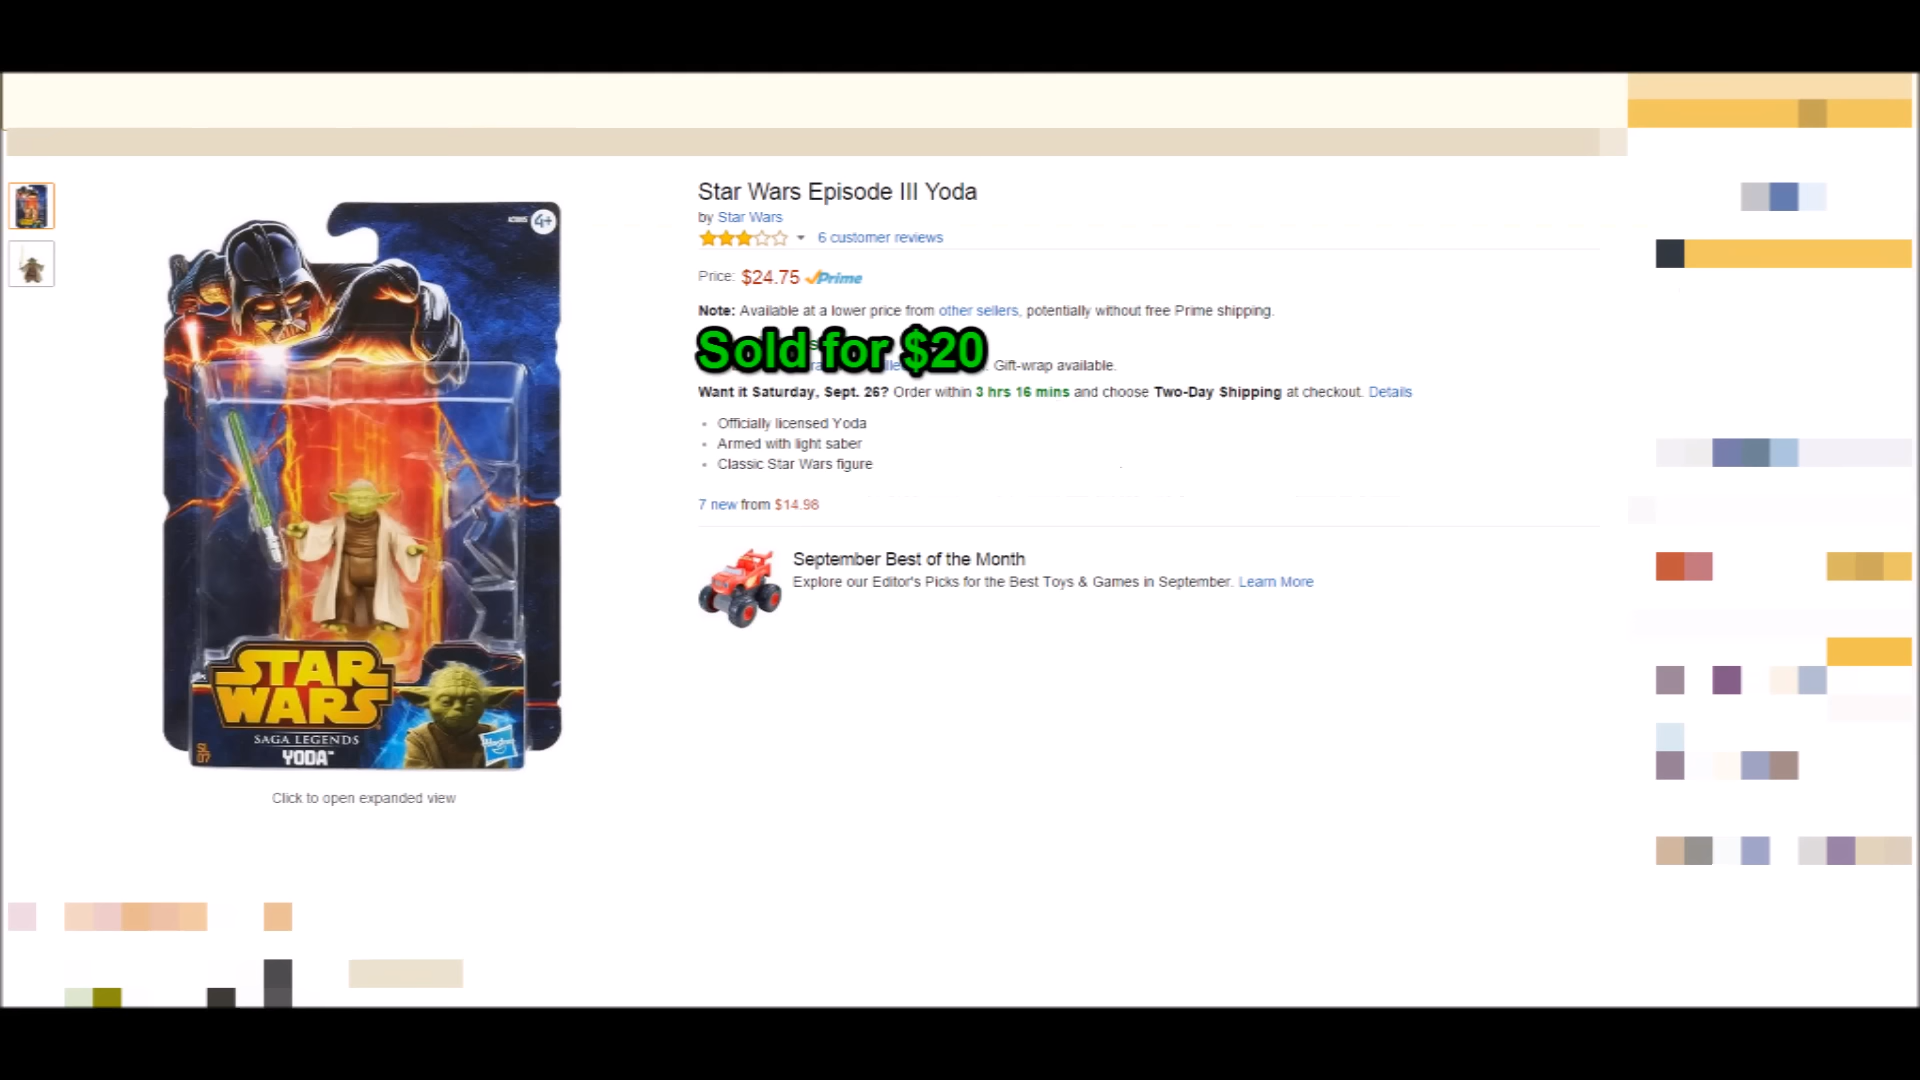 4+
STAR
WARS
SAGA LEGENDS
YODA
SL
07
Hasbro
Click to open expanded view
Star Wars Episode III Yoda
by Star Wars
6 customer reviews
Price: $24.75 Prime
Note: Available at a lower price from other sellers, potentially without free Prime shipping.
Sold for $20
Gift-wrap available.
Want it Saturday, Sept. 26? Order within 3 hrs 16 mins and choose Two-Day Shipping at checkout. Details
• Officially licensed Yoda
• Armed with light saber
• Classic Star Wars figure
7 new from $14.98
September Best of the Month
Explore our Editor's Picks for the Best Toys & Games in September. Learn More